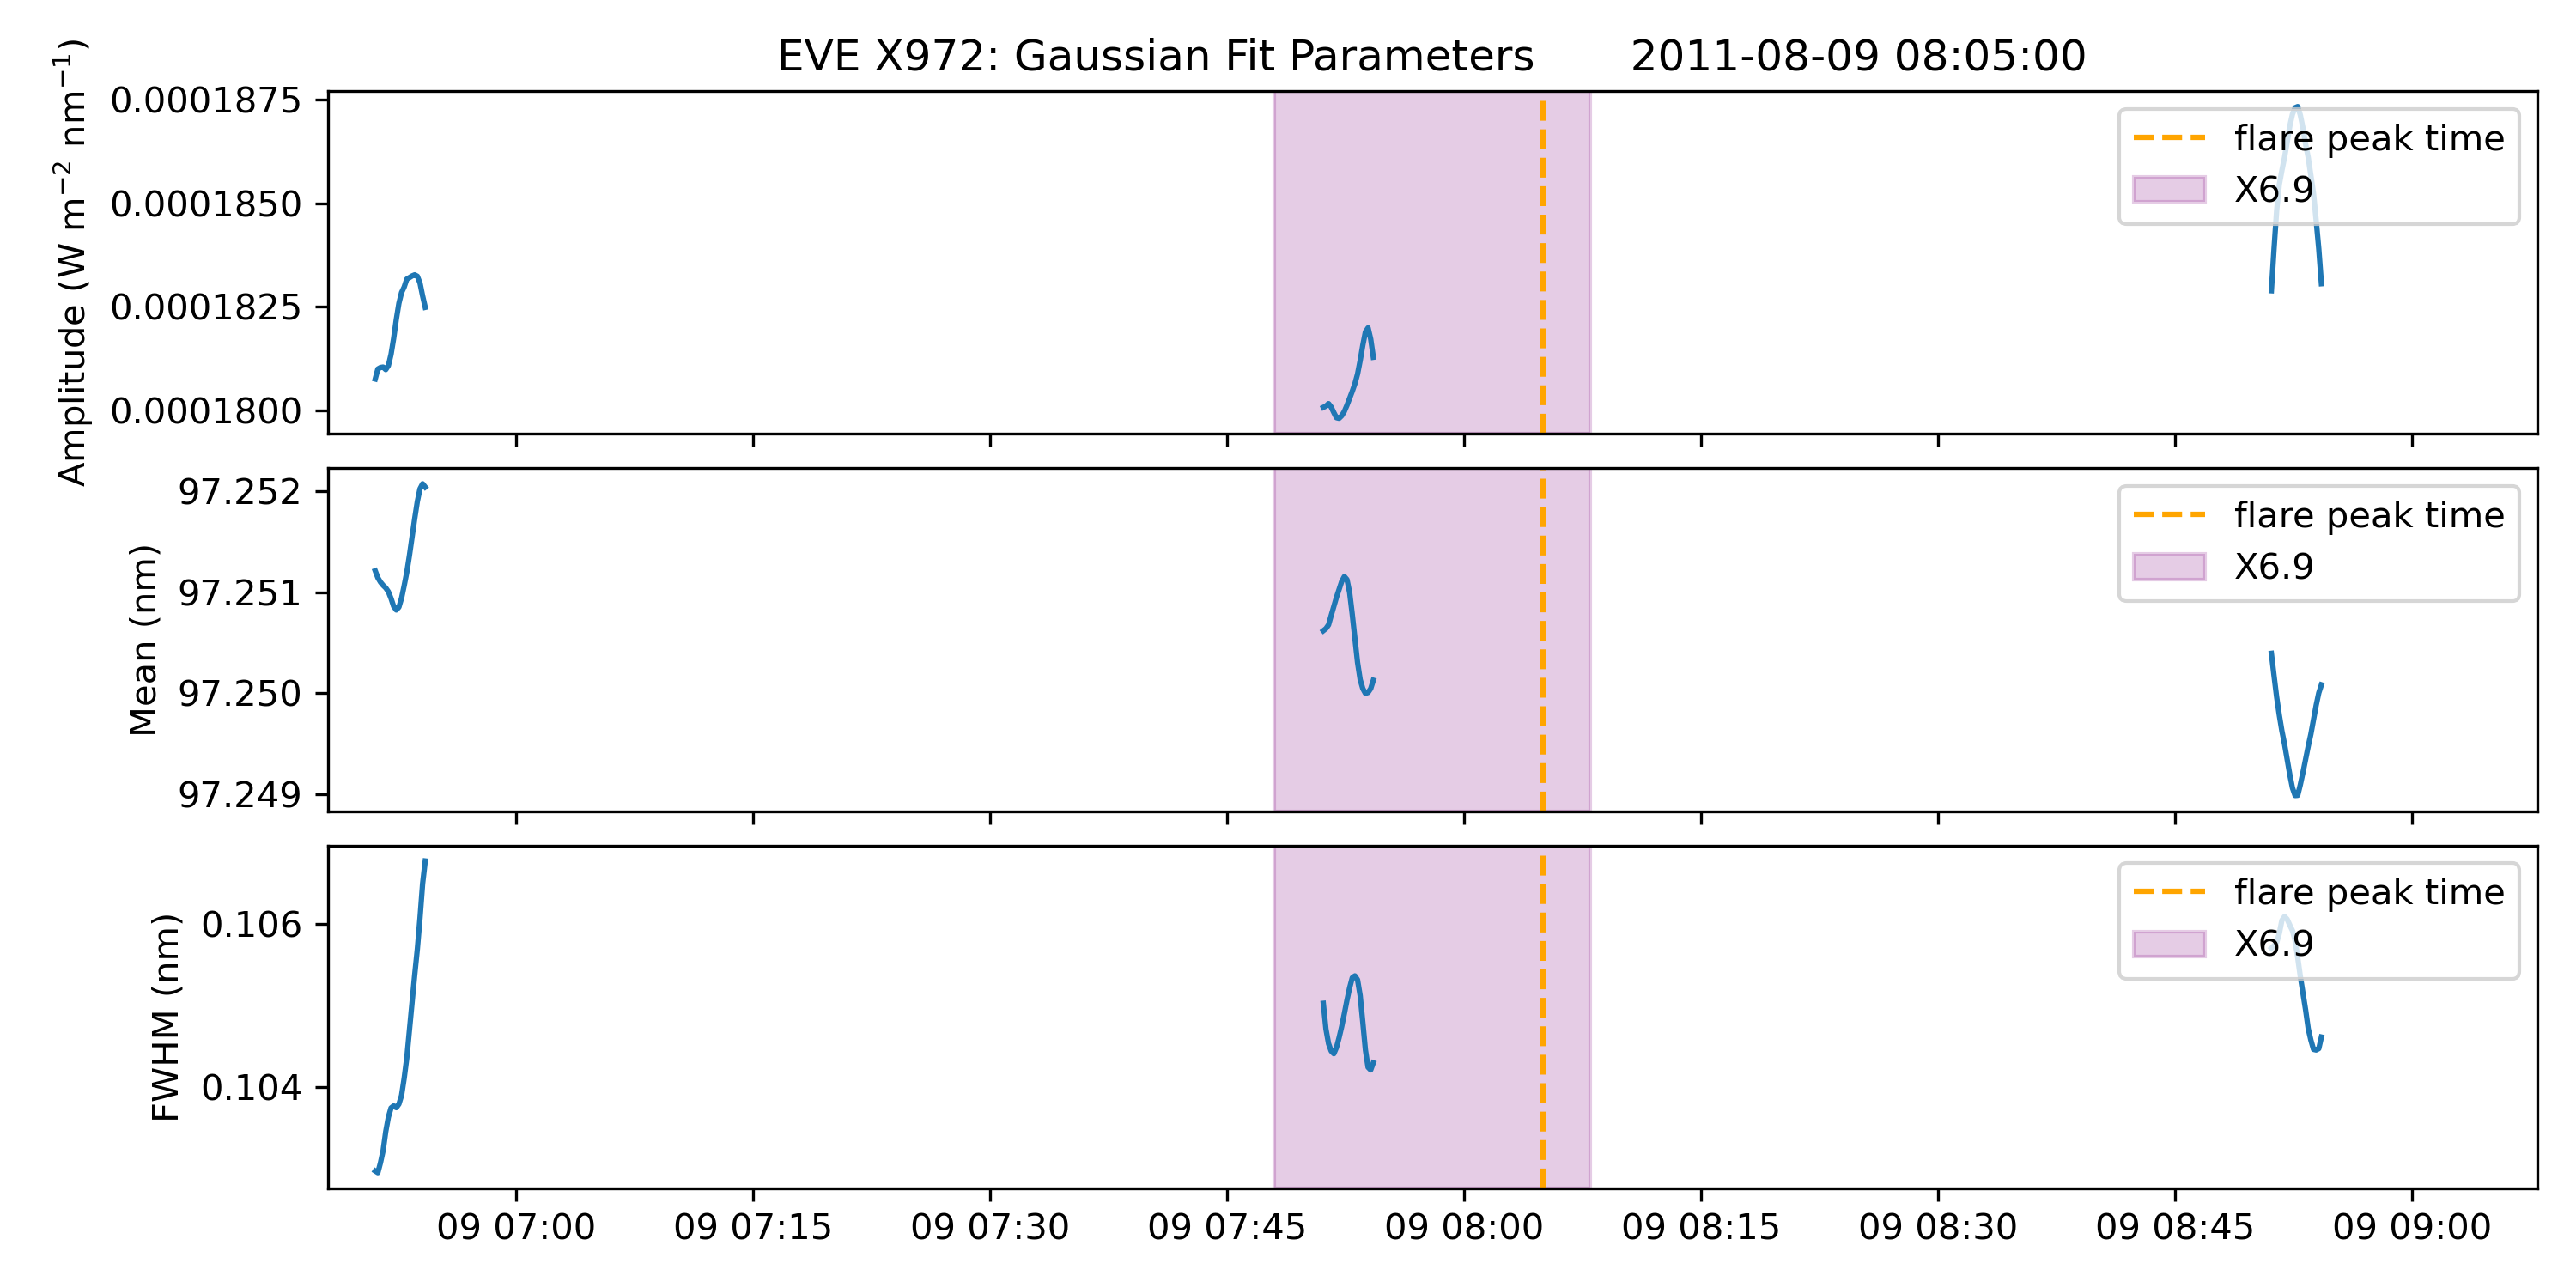 EVE X972: Gaussian Fit Parameters 2011-08-09 08:05:00
Amplitude (W m⁻² nm⁻¹)
0.0001875
0.0001850
0.0001825
0.0001800
flare peak time
X6.9
Mean (nm)
97.252
97.251
97.250
97.249
flare peak time
X6.9
FWHM (nm)
0.106
0.104
flare peak time
X6.9
09 07:00 09 07:15 09 07:30 09 07:45 09 08:00 09 08:15 09 08:30 09 08:45 09 09:00